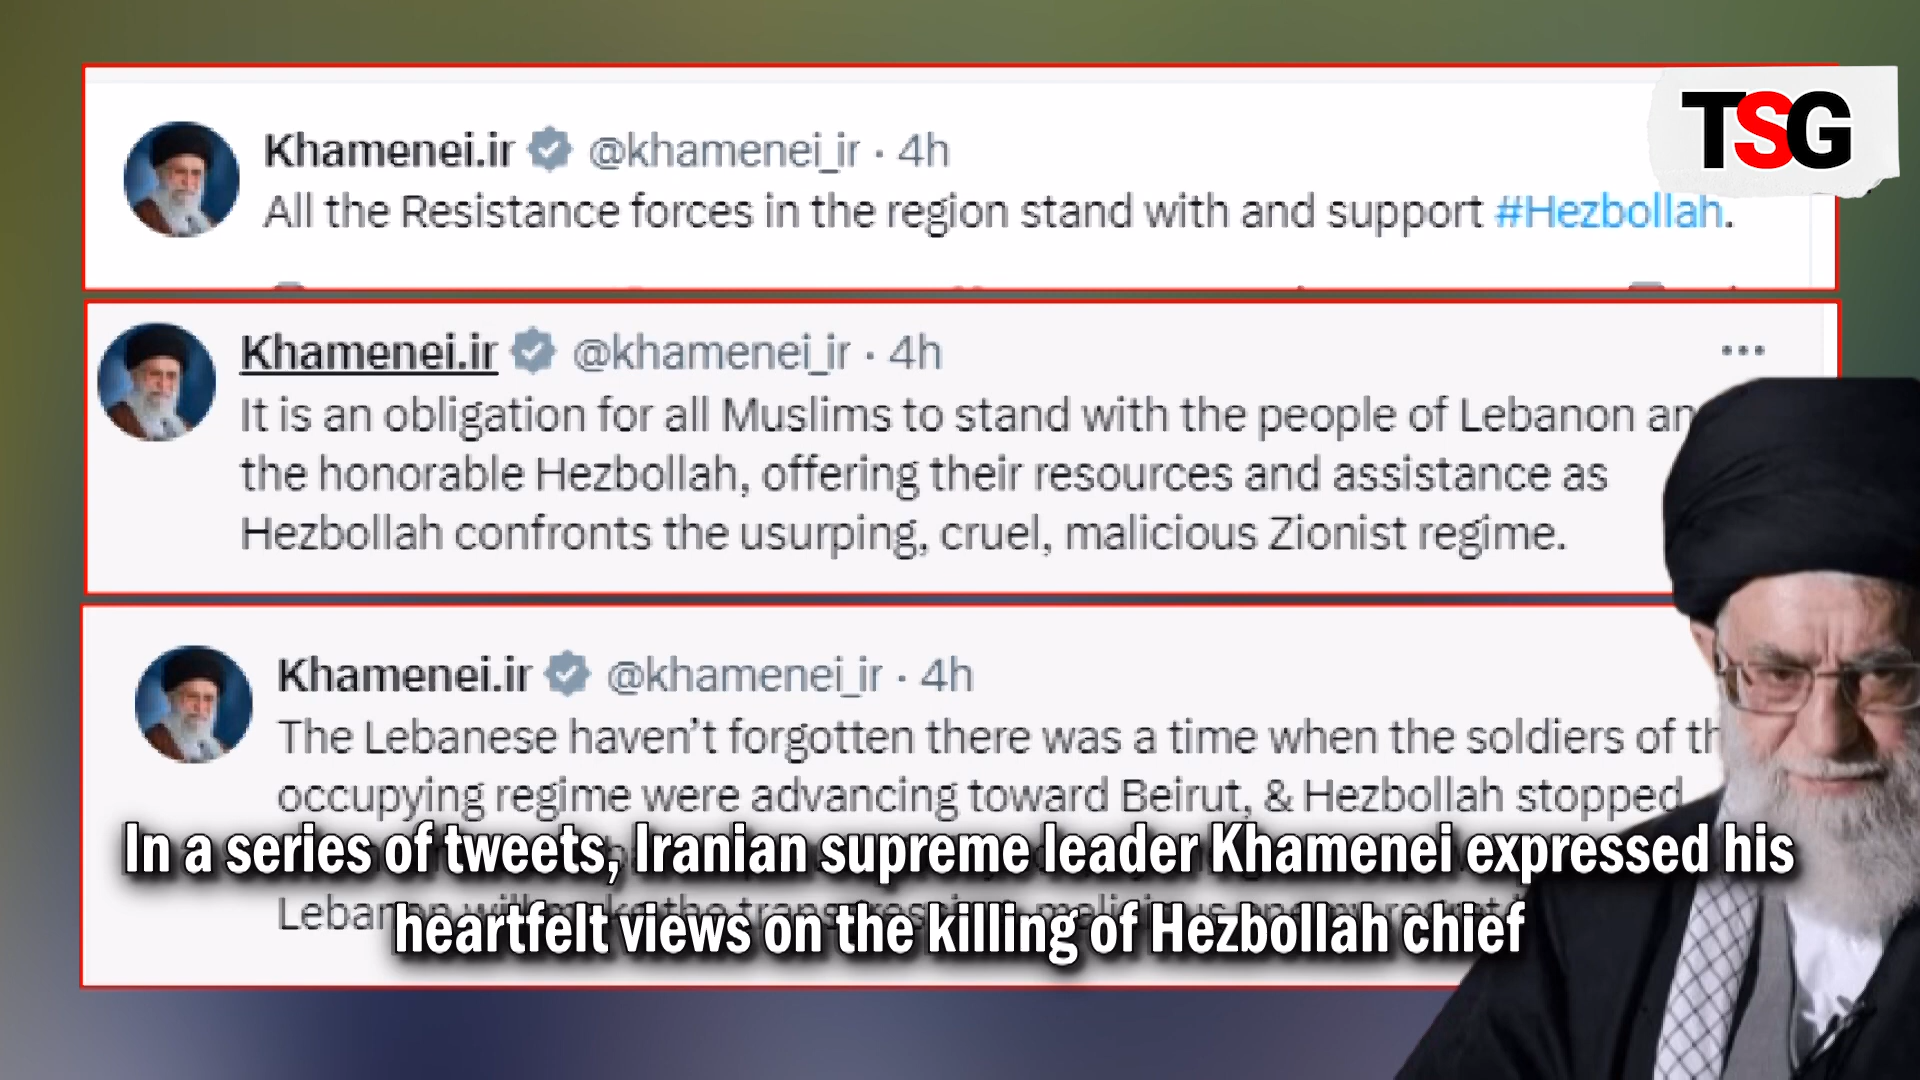 TSG
Khamenei.ir @khamenei_ir · 4h
All the Resistance forces in the region stand with and support #Hezbollah.
Khamenei.ir @khamenei_ir · 4h
It is an obligation for all Muslims to stand with the people of Lebanon
the honorable Hezbollah, offering their resources and assistance as
Hezbollah confronts the usurping, cruel, malicious Zionist regime.
Khamenei.ir @khamenei_ir · 4h
The Lebanese haven't forgotten there was a time when the soldiers of
occupying regime were advancing toward Beirut, & Hezbollah stopped
In a series of tweets, Iranian supreme leader Khamenei expressed his
heartfelt views on the killing of Hezbollah chief